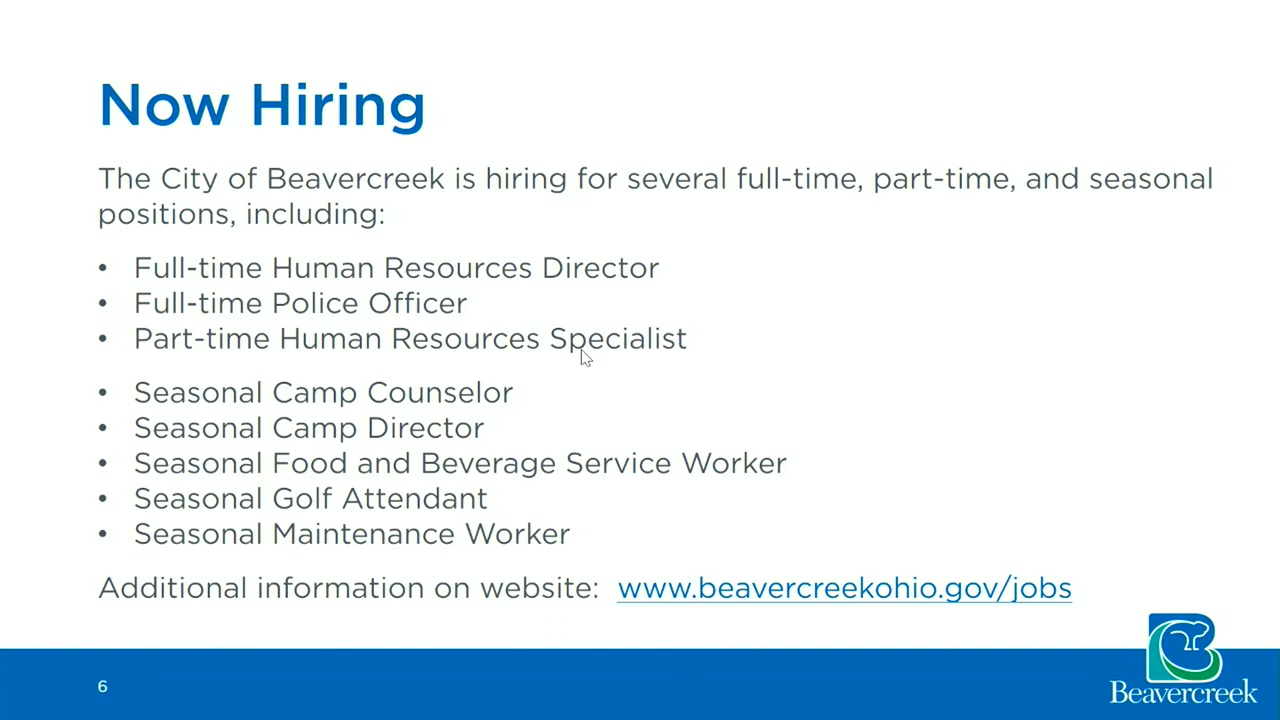 Now Hiring
The City of Beavercreek is hiring for several full-time, part-time, and seasonal
positions, including:
• Full-time Human Resources Director
• Full-time Police Officer
• Part-time Human Resources Specialist
• Seasonal Camp Counselor
• Seasonal Camp Director
• Seasonal Food and Beverage Service Worker
• Seasonal Golf Attendant
• Seasonal Maintenance Worker
Additional information on website: www.beavercreekohio.gov/jobs
6
Beavercreek